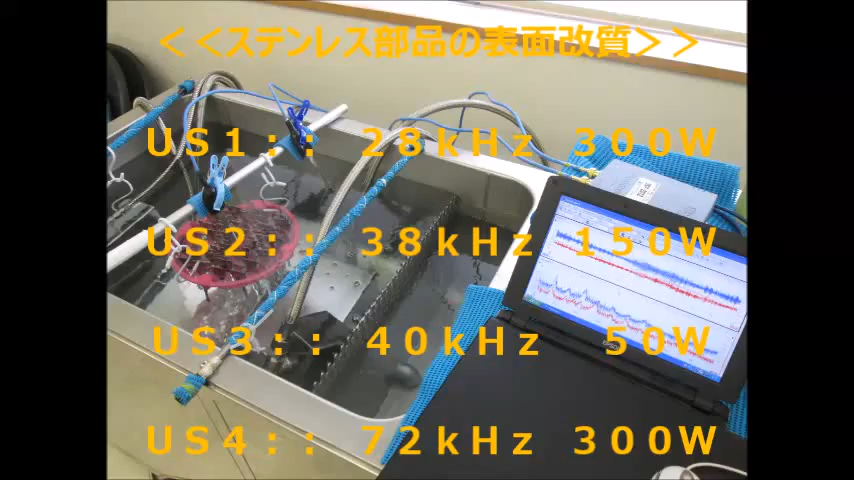 ＜＜ステンレス部品の表面改質＞＞
ＵＳ１：： ２８ｋＨｚ ３００Ｗ
ＵＳ２：： ３８ｋＨｚ １５０Ｗ
ＵＳ３：： ４０ｋＨｚ ５０Ｗ
ＵＳ４：： ７２ｋＨｚ ３００Ｗ